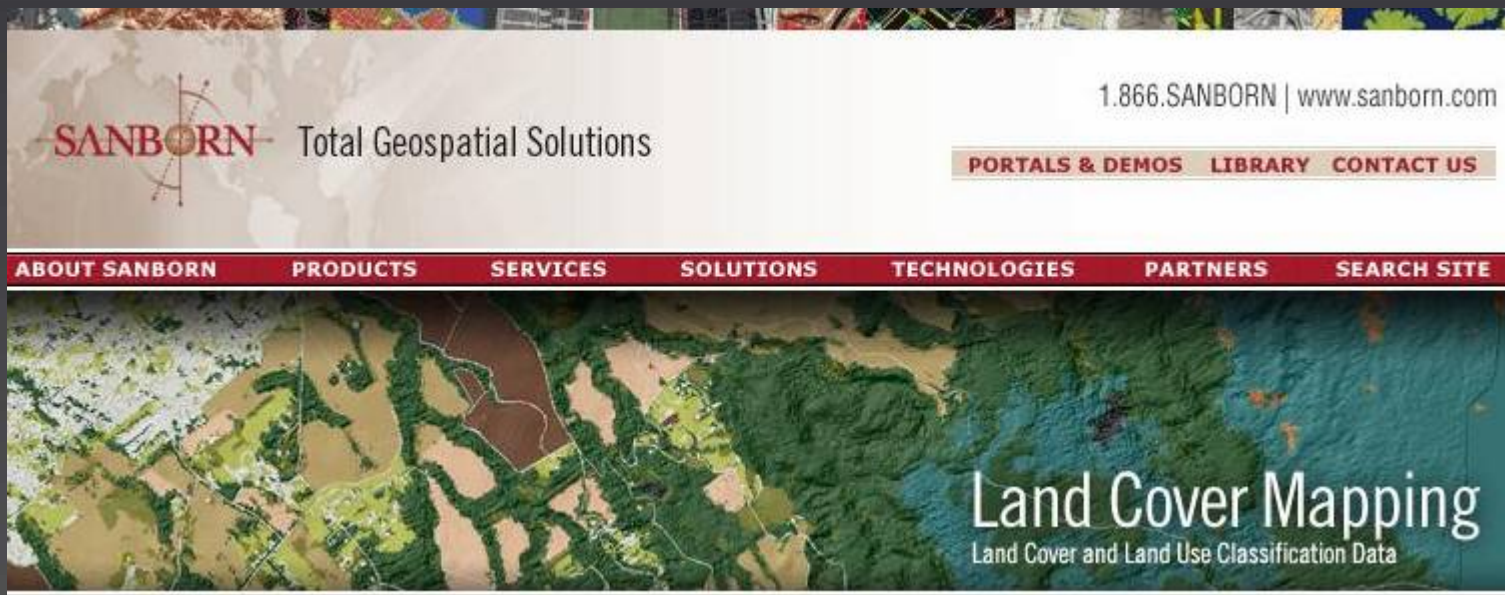 1.866.SANBORN | www.sanborn.com
SANBORN Total Geospatial Solutions
PORTALS & DEMOS LIBRARY CONTACT US
ABOUT SANBORN PRODUCTS SERVICES SOLUTIONS TECHNOLOGIES PARTNERS SEARCH SITE
Land Cover Mapping
Land Cover and Land Use Classification Data